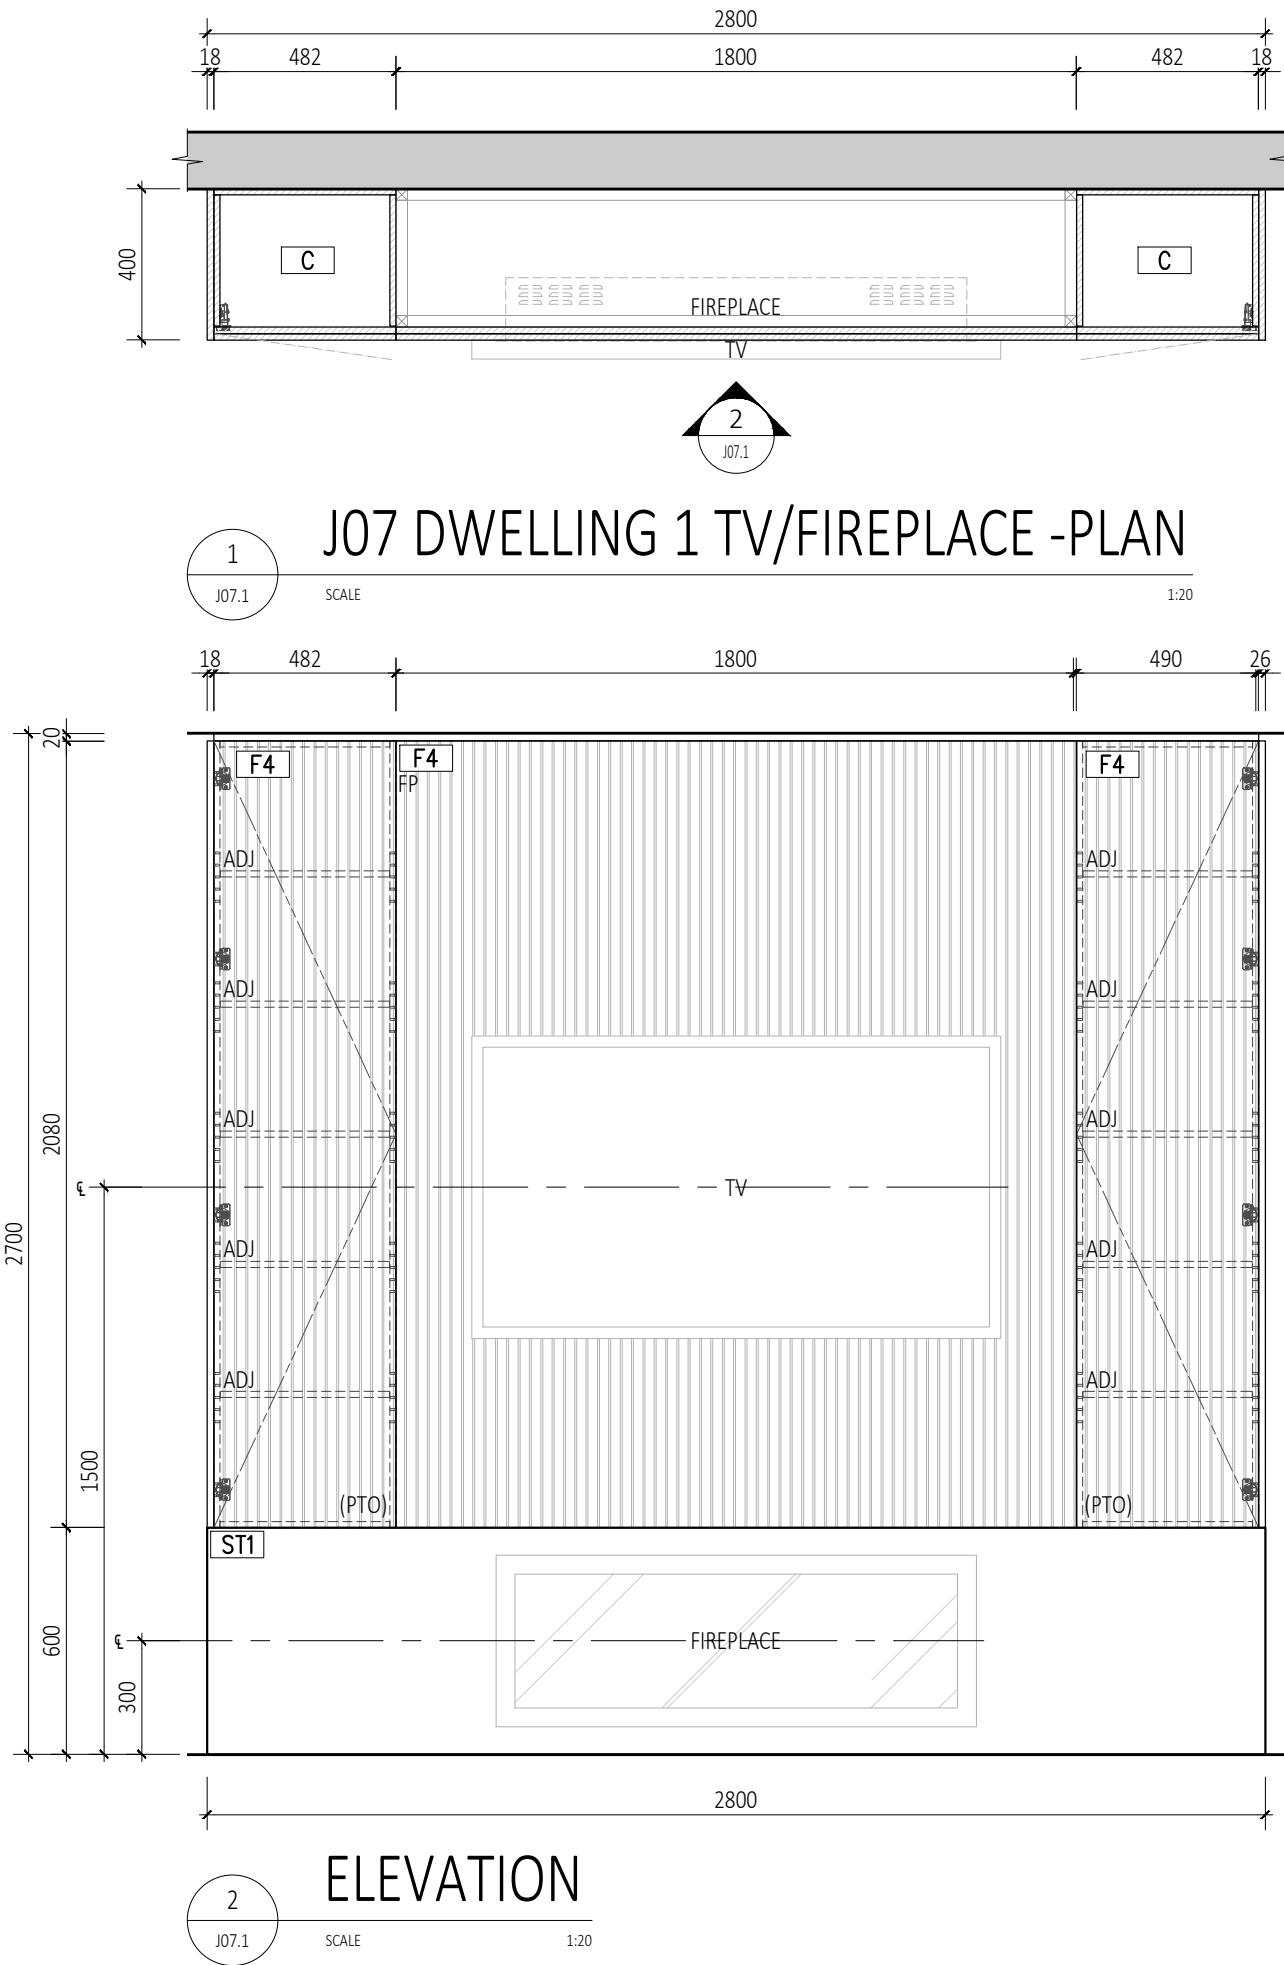 2800
18 482 1800 482 18
400
C C
FIREPLACE
TV
2
J07.1
J07 DWELLING 1 TV/FIREPLACE -PLAN
1
J07.1
SCALE 1:20
18 482 1800 490 26
20
F4 F4 F4
FP
ADJ ADJ
ADJ ADJ
ADJ ADJ
2080
℄ TV
2700
ADJ ADJ
ADJ ADJ
1500
(PTO) (PTO)
ST1
600
℄ FIREPLACE
300
2800
ELEVATION
2
J07.1
SCALE 1:20